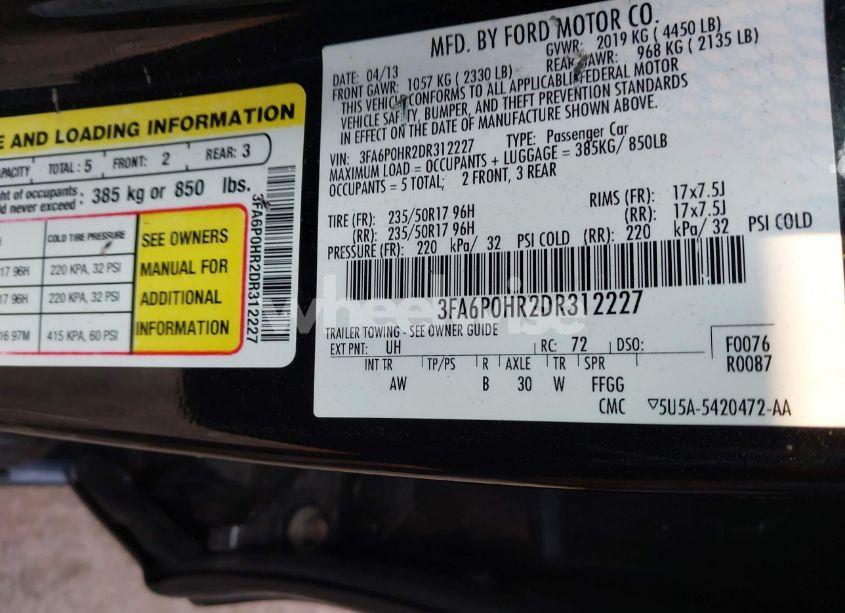 E AND LOADING INFORMATION
APACITY TOTAL: 5 FRONT: 2 REAR: 3
ght of occupants
ld never exceed: 385 kg or 850 lbs.
E COLD TIRE PRESSURE
17 96H 220 KPA, 32 PSI
17 96H 220 KPA, 32 PSI
16 97M 415 KPA, 60 PSI
SEE OWNERS
MANUAL FOR
ADDITIONAL
INFORMATION
3FA6P0HR2DR312227
MFD. BY FORD MOTOR CO.
DATE: 04/13 GVWR: 2019 KG ( 4450 LB)
FRONT GAWR: 1057 KG ( 2330 LB) REAR GAWR: 968 KG ( 2135 LB)
THIS VEHICLE CONFORMS TO ALL APPLICABLE FEDERAL MOTOR
VEHICLE SAFETY, BUMPER, AND THEFT PREVENTION STANDARDS
IN EFFECT ON THE DATE OF MANUFACTURE SHOWN ABOVE.
VIN: 3FA6P0HR2DR312227 TYPE: Passenger Car
MAXIMUM LOAD = OCCUPANTS + LUGGAGE = 385KG/ 850LB
OCCUPANTS = 5 TOTAL; 2 FRONT, 3 REAR
TIRE (FR): 235/50R17 96H RIMS (FR): 17x7.5J
(RR): 235/50R17 96H (RR): 17x7.5J
PRESSURE (FR): 220 kPa/ 32 PSI COLD (RR): 220 kPa/ 32 PSI COLD
3FA6P0HR2DR312227
TRAILER TOWING - SEE OWNER GUIDE
EXT PNT: UH RC: 72 DSO: F0076
INT TR TP/PS R AXLE TR SPR R0087
AW B 30 W FFGG
CMC ▽5U5A-5420472-AA